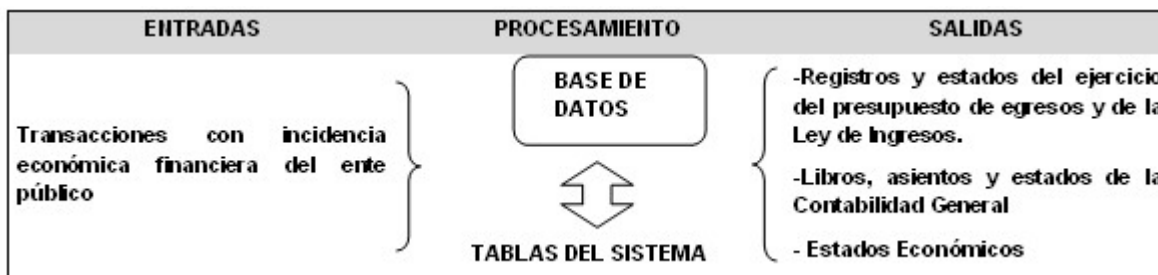 ENTRADAS PROCESAMIENTO SALIDAS
Transacciones con incidencia
económica financiera del ente
público
BASE DE
DATOS
TABLAS DEL SISTEMA
-Registros y estados del ejercicio
del presupuesto de egresos y de la
Ley de Ingresos.
-Libros, asientos y estados de la
Contabilidad General
- Estados Económicos